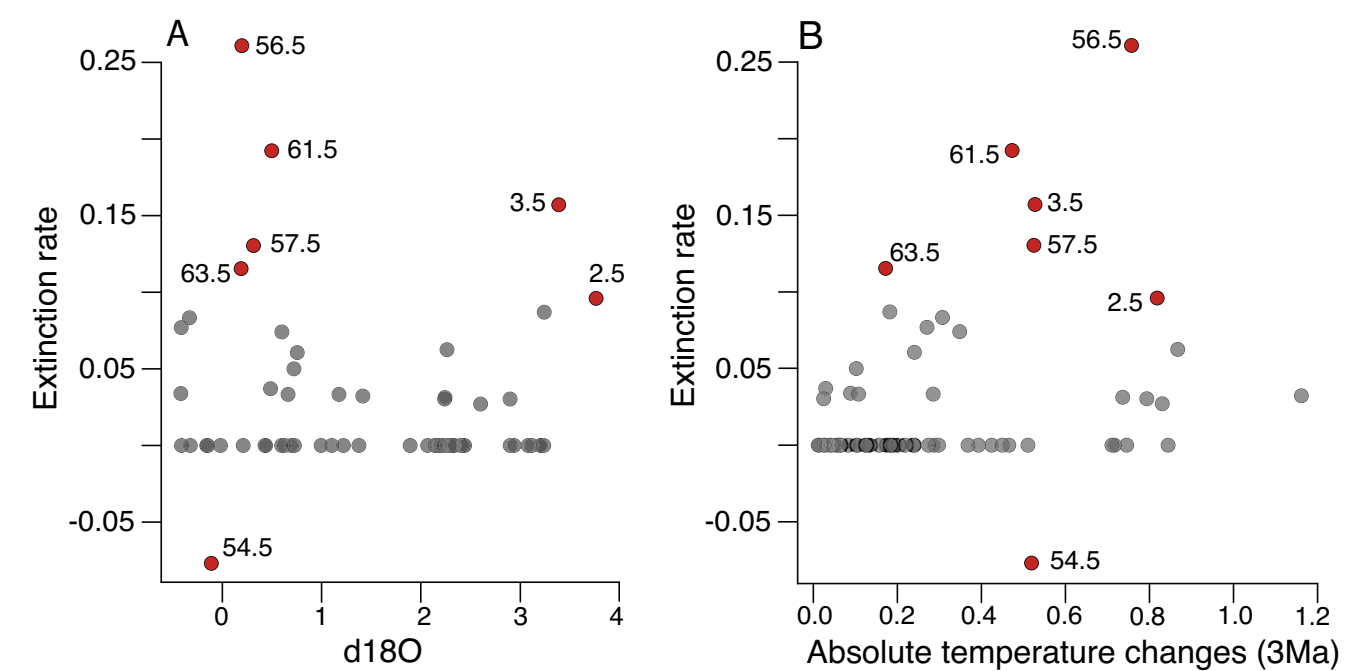 A
56.5
0.25
61.5
0.15
3.5
57.5
63.5
2.5
0.05
-0.05
54.5
Extinction rate
0 1 2 3 4
d18O
B
56.5
0.25
61.5
0.15
3.5
57.5
63.5
2.5
0.05
-0.05
54.5
Extinction rate
0.0 0.2 0.4 0.6 0.8 1.0 1.2
Absolute temperature changes (3Ma)